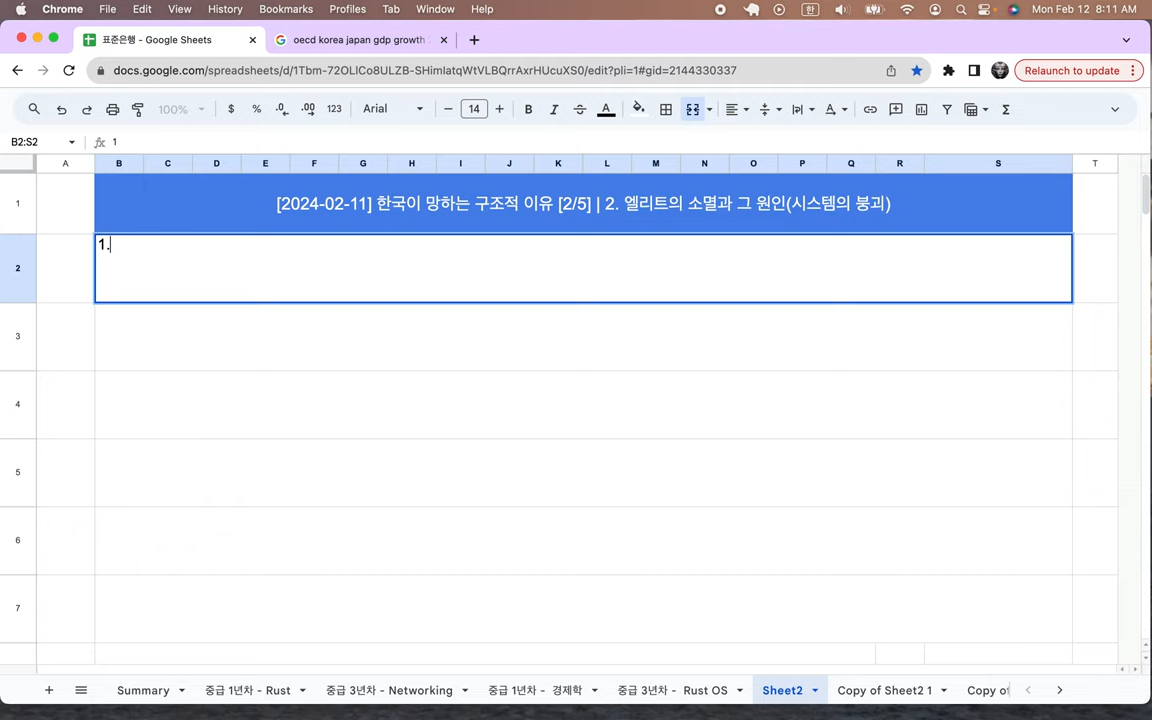 Chrome File Edit View History Bookmarks Profiles Tab Window Help 한 Mon Feb 12 8:11 AM
표준은행 - Google Sheets oecd korea japan gdp growth
docs.google.com/spreadsheets/d/1Tbm-72OLlCo8ULZB-SHimlatqWtVLBQrrAxrHUcuXS0/edit?pli=1#gid=2144330337 Relaunch to update
100% $ % .0 .00 123 Arial 14 B I S A
B2:S2 fx 1
A B C D E F G H I J K L M N O P Q R S T
1 [2024-02-11] 한국이 망하는 구조적 이유 [2/5] | 2. 엘리트의 소멸과 그 원인(시스템의 붕괴)
2 1.
3
4
5
6
7
Summary 중급 1년차 - Rust 중급 3년차 - Networking 중급 1년차 - 경제학 중급 3년차 - Rust OS Sheet2 Copy of Sheet2 1 Copy of